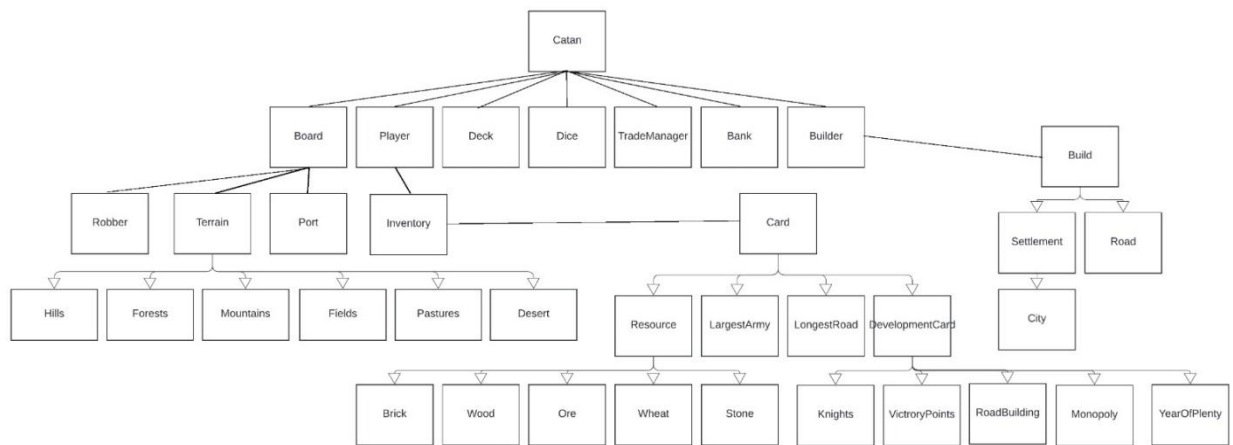 Catan
Board
Player
Deck
Dice
TradeManager
Bank
Builder
Build
Robber
Terrain
Port
Inventory
Card
Settlement
Road
Hills
Forests
Mountains
Fields
Pastures
Desert
Resource
LargestArmy
LongestRoad
DevelopmentCard
City
Brick
Wood
Ore
Wheat
Stone
Knights
VictroryPoints
RoadBuilding
Monopoly
YearOfPlenty